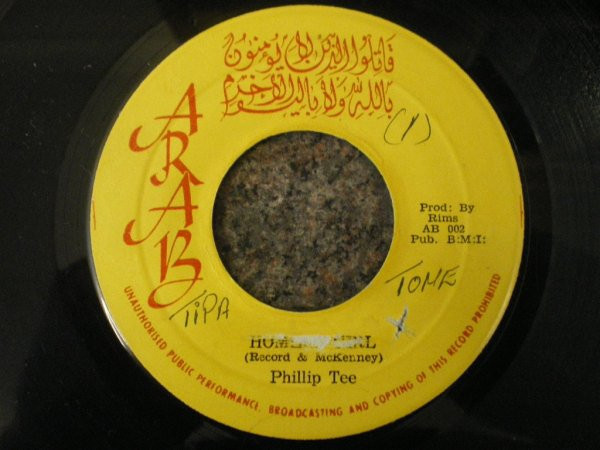 قاتلوا الذين لا يؤمنون
بالله ولا باليوم الآخر
ARAB
Prod: By
Rims
AB 002
Pub. B:M:I:
TIPA
TOME
(Record & McKenney)
Phillip Tee
UNAUTHORISED PUBLIC PERFORMANCE, BROADCASTING AND COPYING OF THIS RECORD PROHIBITED